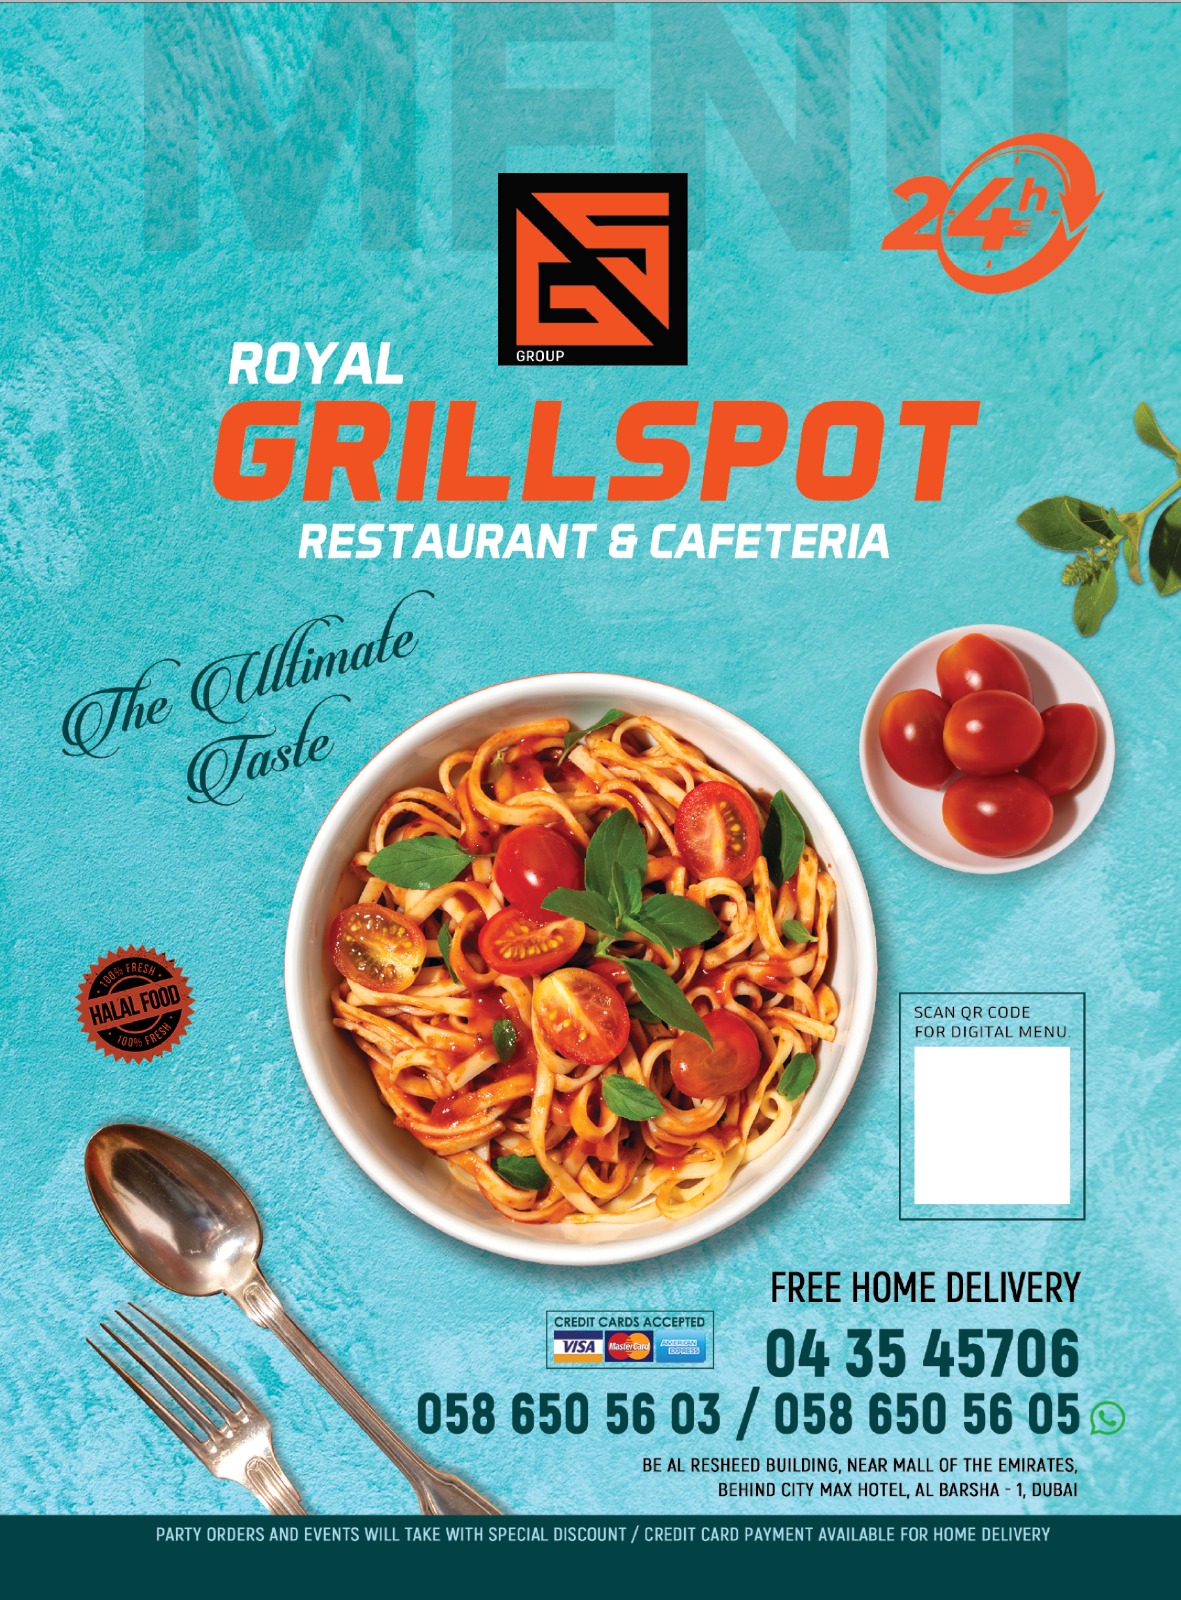 MENU
24h
GROUP
ROYAL
GRILLSPOT
RESTAURANT & CAFETERIA
The Ultimate
Taste
100% FRESH
HALAL FOOD
100% FRESH
SCAN QR CODE
FOR DIGITAL MENU
FREE HOME DELIVERY
CREDIT CARDS ACCEPTED
VISA MasterCard AMERICAN EXPRESS
04 35 45706
058 650 56 03 / 058 650 56 05
BE AL RESHEED BUILDING, NEAR MALL OF THE EMIRATES,
BEHIND CITY MAX HOTEL, AL BARSHA - 1, DUBAI
PARTY ORDERS AND EVENTS WILL TAKE WITH SPECIAL DISCOUNT / CREDIT CARD PAYMENT AVAILABLE FOR HOME DELIVERY